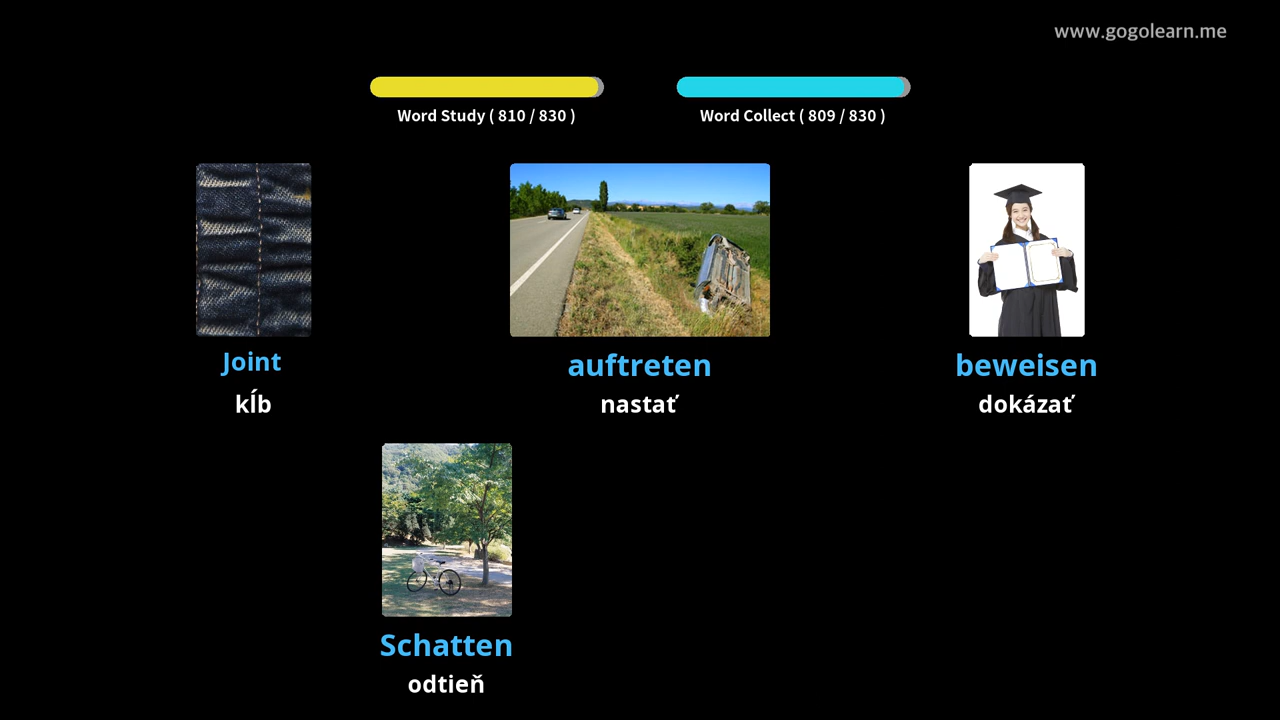 www.gogolearn.me
Word Study ( 810 / 830 )
Word Collect ( 809 / 830 )
Joint
kĺb
auftreten
nastať
beweisen
dokázať
Schatten
odtieň